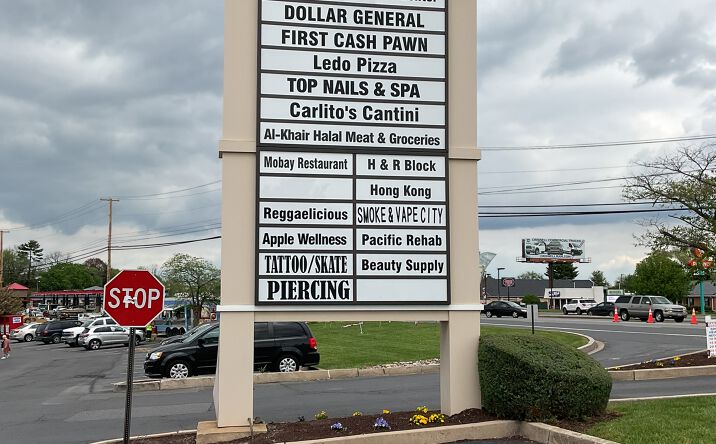 DOLLAR GENERAL
FIRST CASH PAWN
Ledo Pizza
TOP NAILS & SPA
Carlito's Cantini
Al-Khair Halal Meat & Groceries
Mobay Restaurant
H & R Block
Hong Kong
Reggaelicious
SMOKE & VAPE CITY
Apple Wellness
Pacific Rehab
TATTOO/SKATE
Beauty Supply
PIERCING
STOP